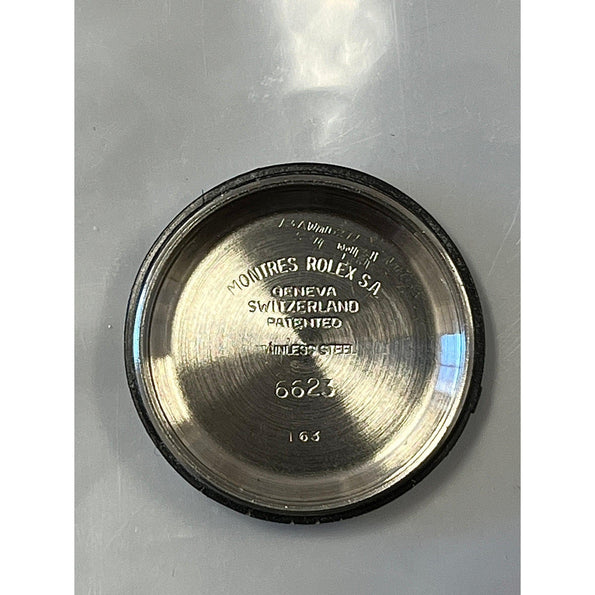 MONTRES ROLEX S.A.
GENEVA
SWITZERLAND
PATENTED
STAINLESS STEEL
6623
163